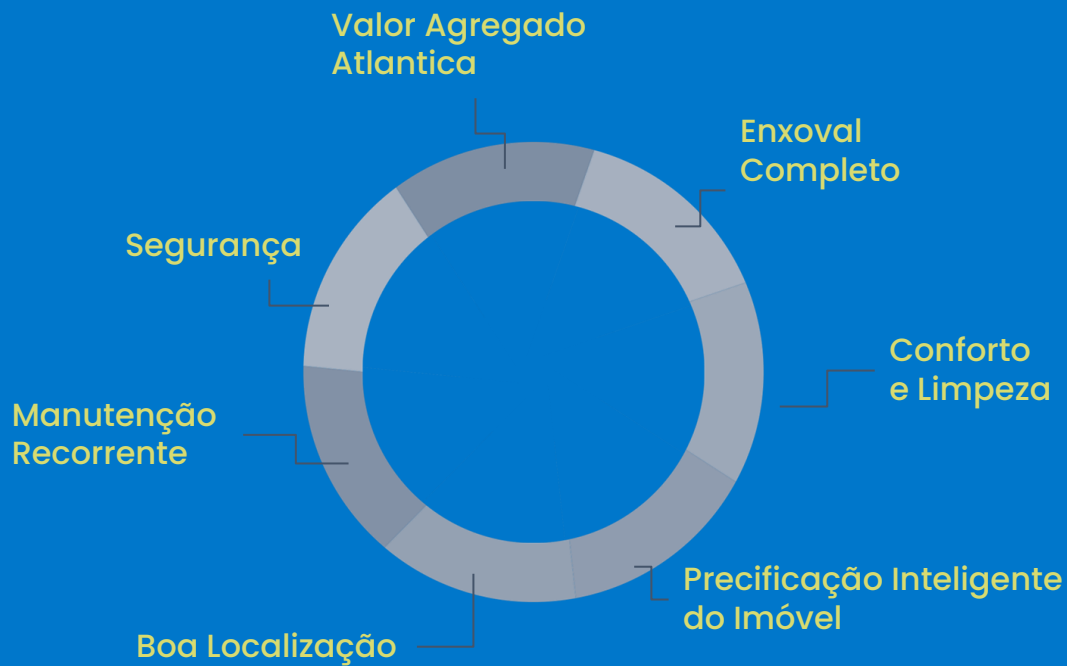 Valor Agregado
Atlantica
Enxoval
Completo
Segurança
Conforto
e Limpeza
Manutenção
Recorrente
Precificação Inteligente
do Imóvel
Boa Localização